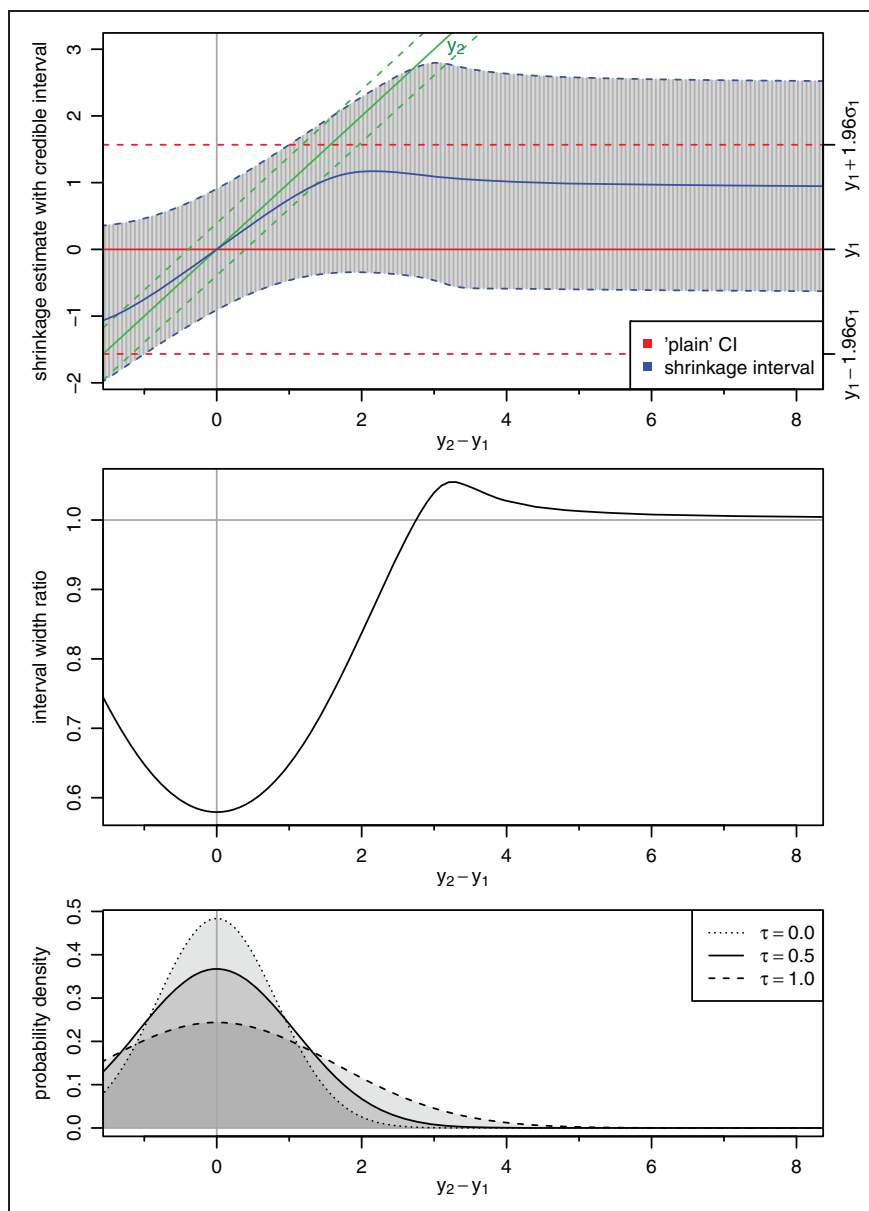 shrinkage estimate with credible interval
3
2
1
0
−1
−2
y₂
y₁ + 1.96σ₁
y₁
y₁ − 1.96σ₁
'plain' CI
shrinkage interval
0 2 4 6 8
y₂ − y₁
interval width ratio
1.0
0.9
0.8
0.7
0.6
0 2 4 6 8
y₂ − y₁
probability density
0.5
0.4
0.3
0.2
0.1
0.0
τ = 0.0
τ = 0.5
τ = 1.0
0 2 4 6 8
y₂ − y₁